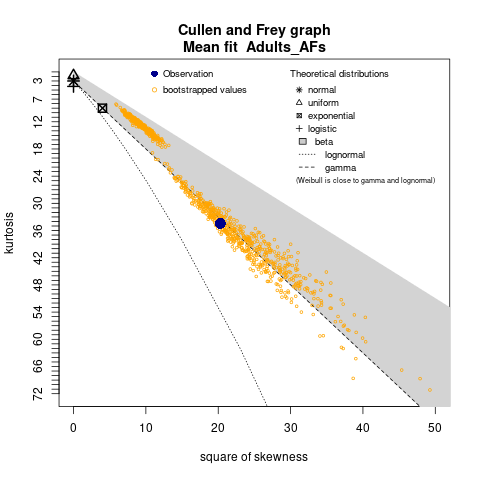 Cullen and Frey graph
Mean fit  Adults_AFs
Observation
bootstrapped values
Theoretical distributions
normal
uniform
exponential
logistic
beta
lognormal
gamma
(Weibull is close to gamma and lognormal)
kurtosis
3
7
12
18
24
30
36
42
48
54
60
66
72
0
10
20
30
40
50
square of skewness